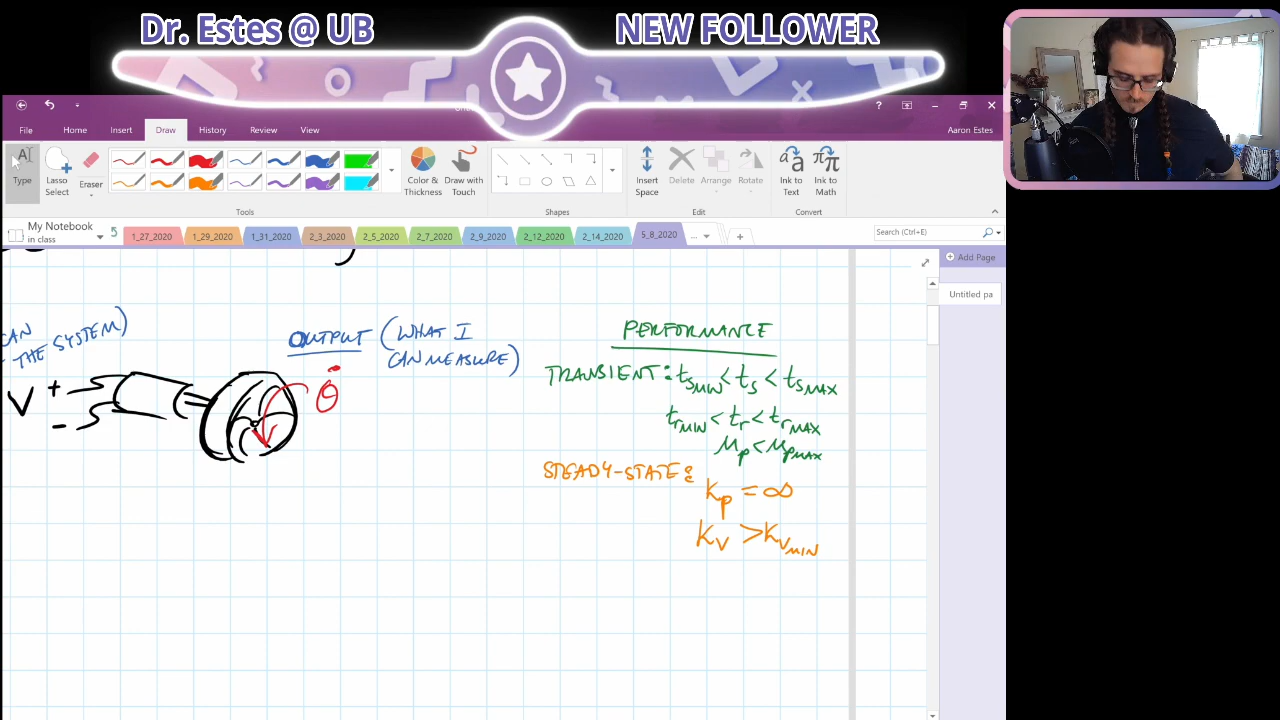 Dr. Estes @ UB
NEW FOLLOWER
File Home Insert Draw History Review View
Aaron Estes
Type
Lasso Select
Eraser
Color & Thickness
Draw with Touch
Insert Space
Delete
Arrange
Rotate
Ink to Text
Ink to Math
Tools
Shapes
Edit
Convert
My Notebook
in class
1_27_2020
1_29_2020
1_31_2020
2_3_2020
2_5_2020
2_7_2020
2_9_2020
2_12_2020
2_14_2020
5_8_2020
...
Search (Ctrl+E)
Add Page
Untitled pa
CAN
THE SYSTEM)
V + -
OUTPUT (WHAT I
CAN MEASURE)
θ̇
PERFORMANCE
TRANSIENT: tsMIN < ts < tsMAX
trMIN < tr < trMAX
Mp < MpMAX
STEADY-STATE:
Kp = ∞
KV > KVMIN